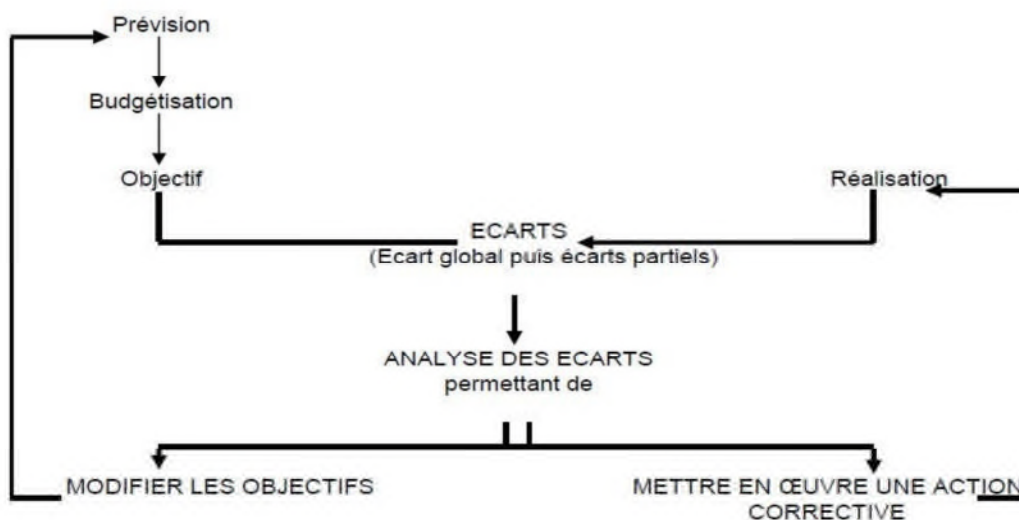 Prévision
Budgétisation
Objectif
Réalisation
ECARTS
(Ecart global puis écarts partiels)
ANALYSE DES ECARTS
permettant de
MODIFIER LES OBJECTIFS
METTRE EN ŒUVRE UNE ACTION
CORRECTIVE